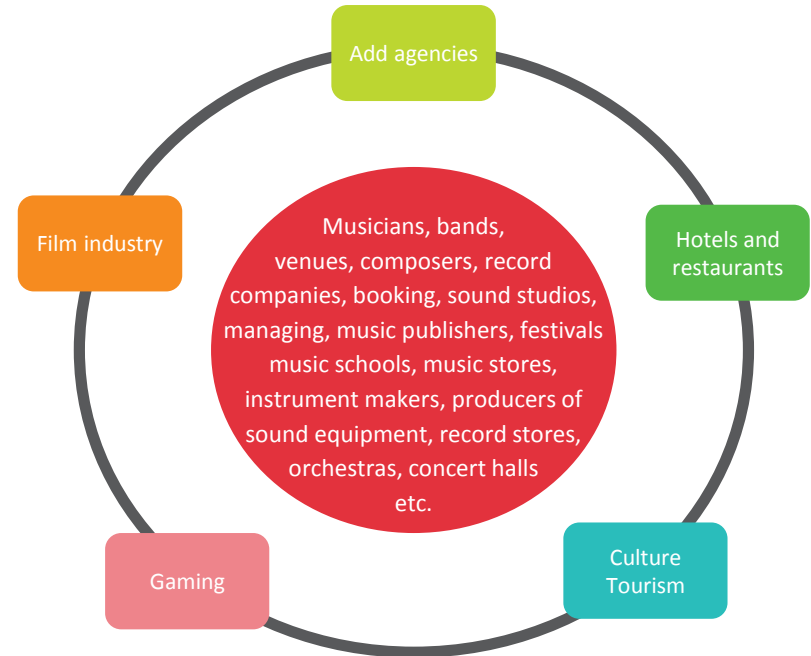 Add agencies
Film industry
Hotels and
restaurants
Musicians, bands,
venues, composers, record
companies, booking, sound studios,
managing, music publishers, festivals
music schools, music stores,
instrument makers, producers of
sound equipment, record stores,
orchestras, concert halls
etc.
Gaming
Culture
Tourism